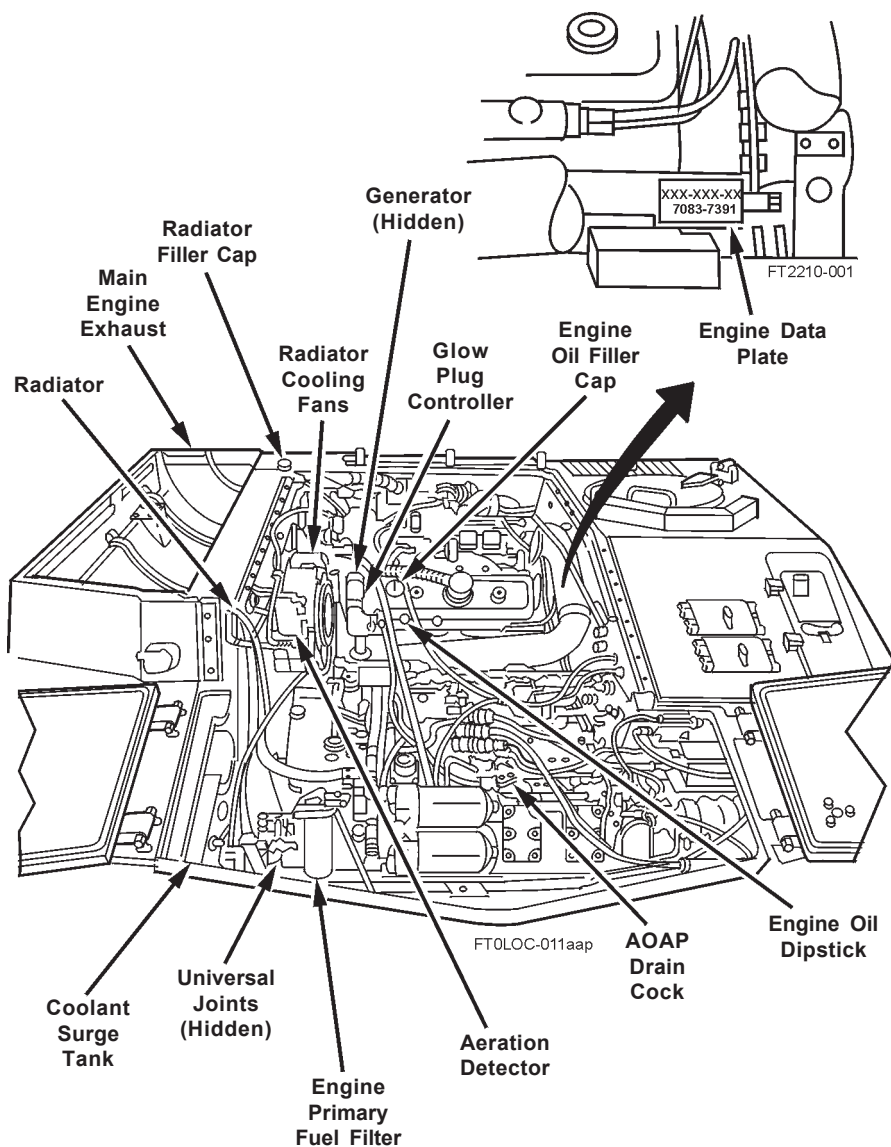 XXX-XXX-XX
7083-7391
FT2210-001
Engine Data
Plate
Generator
(Hidden)
Radiator
Filler Cap
Main
Engine
Exhaust
Radiator
Radiator
Cooling
Fans
Glow
Plug
Controller
Engine
Oil Filler
Cap
FT0LOC-011aap
Coolant
Surge
Tank
Universal
Joints
(Hidden)
Engine
Primary
Fuel Filter
Aeration
Detector
AOAP
Drain
Cock
Engine Oil
Dipstick